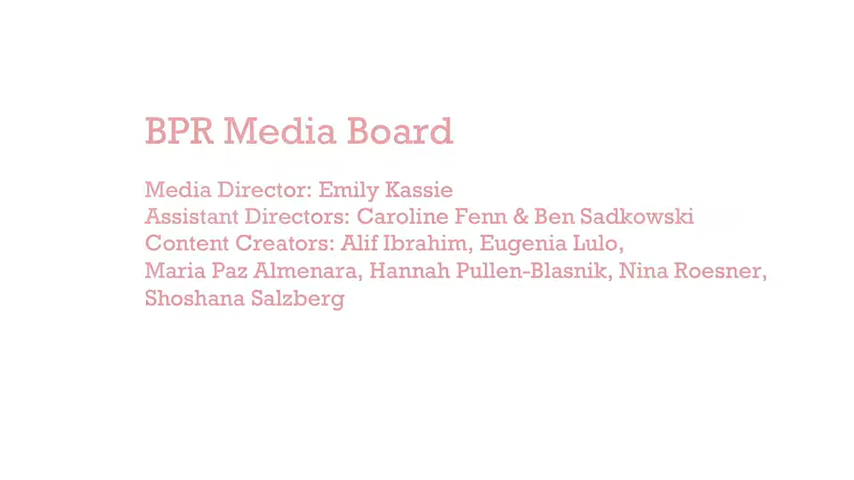 BPR Media Board
Media Director: Emily Kassie
Assistant Directors: Caroline Fenn & Ben Sadkowski
Content Creators: Alif Ibrahim, Eugenia Lulo,
Maria Paz Almenara, Hannah Pullen-Blasnik, Nina Roesner,
Shoshana Salzberg